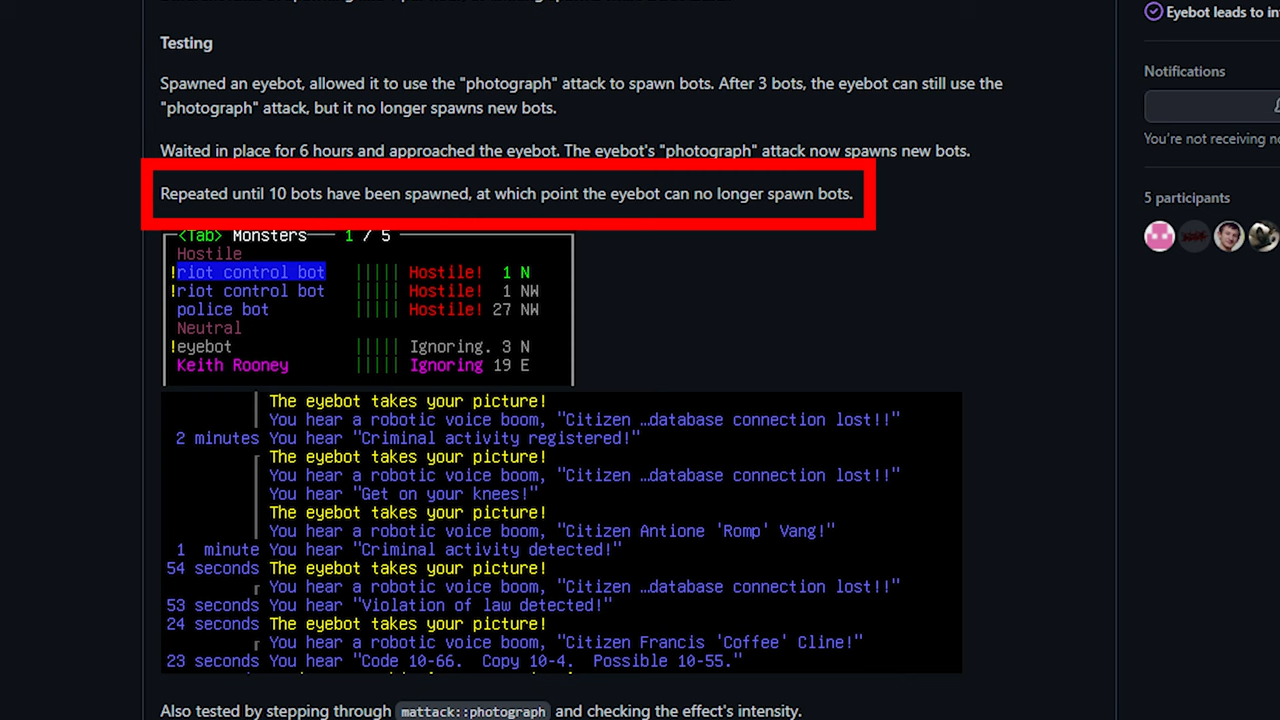 Eyebot leads to in
Testing
Spawned an eyebot, allowed it to use the "photograph" attack to spawn bots. After 3 bots, the eyebot can still use the
"photograph" attack, but it no longer spawns new bots.
Notifications
Waited in place for 6 hours and approached the eyebot. The eyebot's "photograph" attack now spawns new bots.
You're not receiving no
Repeated until 10 bots have been spawned, at which point the eyebot can no longer spawn bots.
5 participants
<Tab> Monsters 1 / 5
Hostile
!riot control bot ||||| Hostile! 1 N
!riot control bot ||||| Hostile! 1 NW
police bot ||||| Hostile! 27 NW
Neutral
!eyebot ||||| Ignoring. 3 N
Keith Rooney ||||| Ignoring 19 E
The eyebot takes your picture!
You hear a robotic voice boom, "Citizen …database connection lost!!"
2 minutes You hear "Criminal activity registered!"
The eyebot takes your picture!
You hear a robotic voice boom, "Citizen …database connection lost!!"
You hear "Get on your knees!"
The eyebot takes your picture!
You hear a robotic voice boom, "Citizen Antione 'Romp' Vang!"
1 minute You hear "Criminal activity detected!"
54 seconds The eyebot takes your picture!
You hear a robotic voice boom, "Citizen …database connection lost!!"
53 seconds You hear "Violation of law detected!"
24 seconds The eyebot takes your picture!
You hear a robotic voice boom, "Citizen Francis 'Coffee' Cline!"
23 seconds You hear "Code 10-66. Copy 10-4. Possible 10-55."
Also tested by stepping through mattack::photograph and checking the effect's intensity.